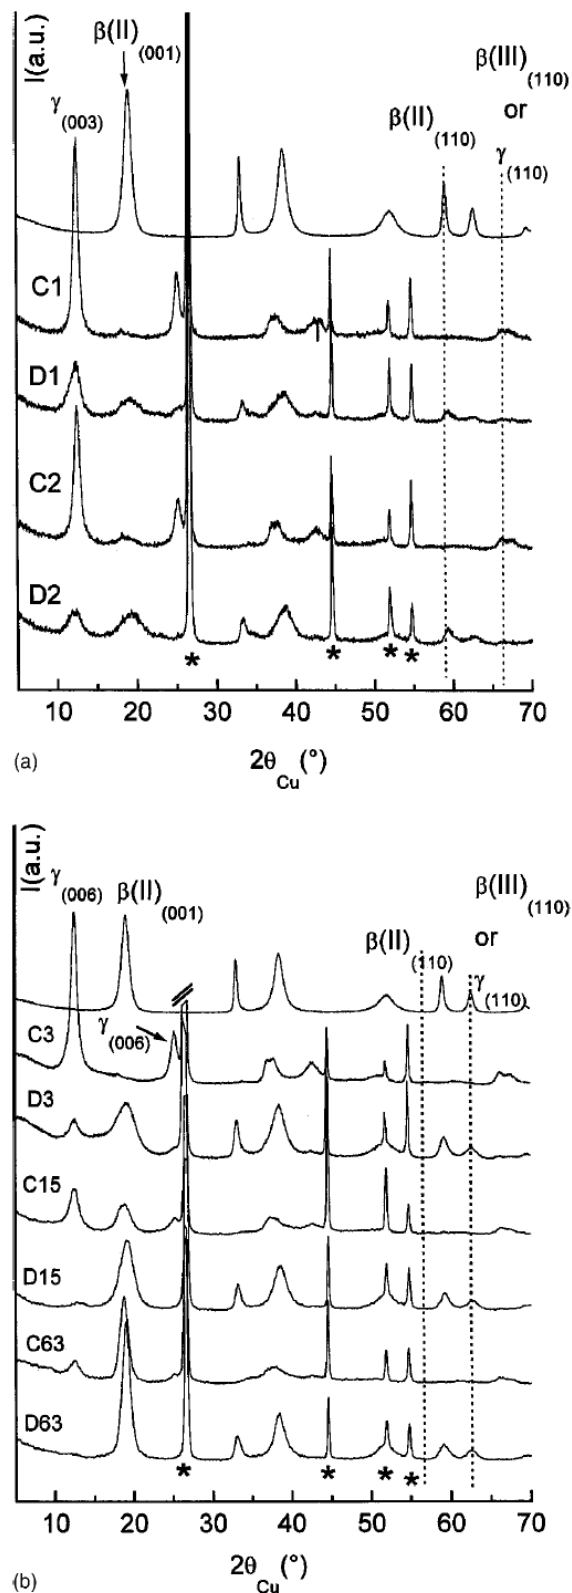 I(a.u.)
β(II)(001)
γ(003)
β(III)(110)
or
β(II)(110)
γ(110)
C1
D1
C2
D2
* * * *
10 20 30 40 50 60 70
2θCu(°)
(a)
I(a.u.)
γ(006)
β(II)(001)
β(III)(110)
or
β(II)(110)
γ(110)
γ(006)
C3
D3
C15
D15
C63
D63
* * * *
10 20 30 40 50 60 70
2θCu(°)
(b)